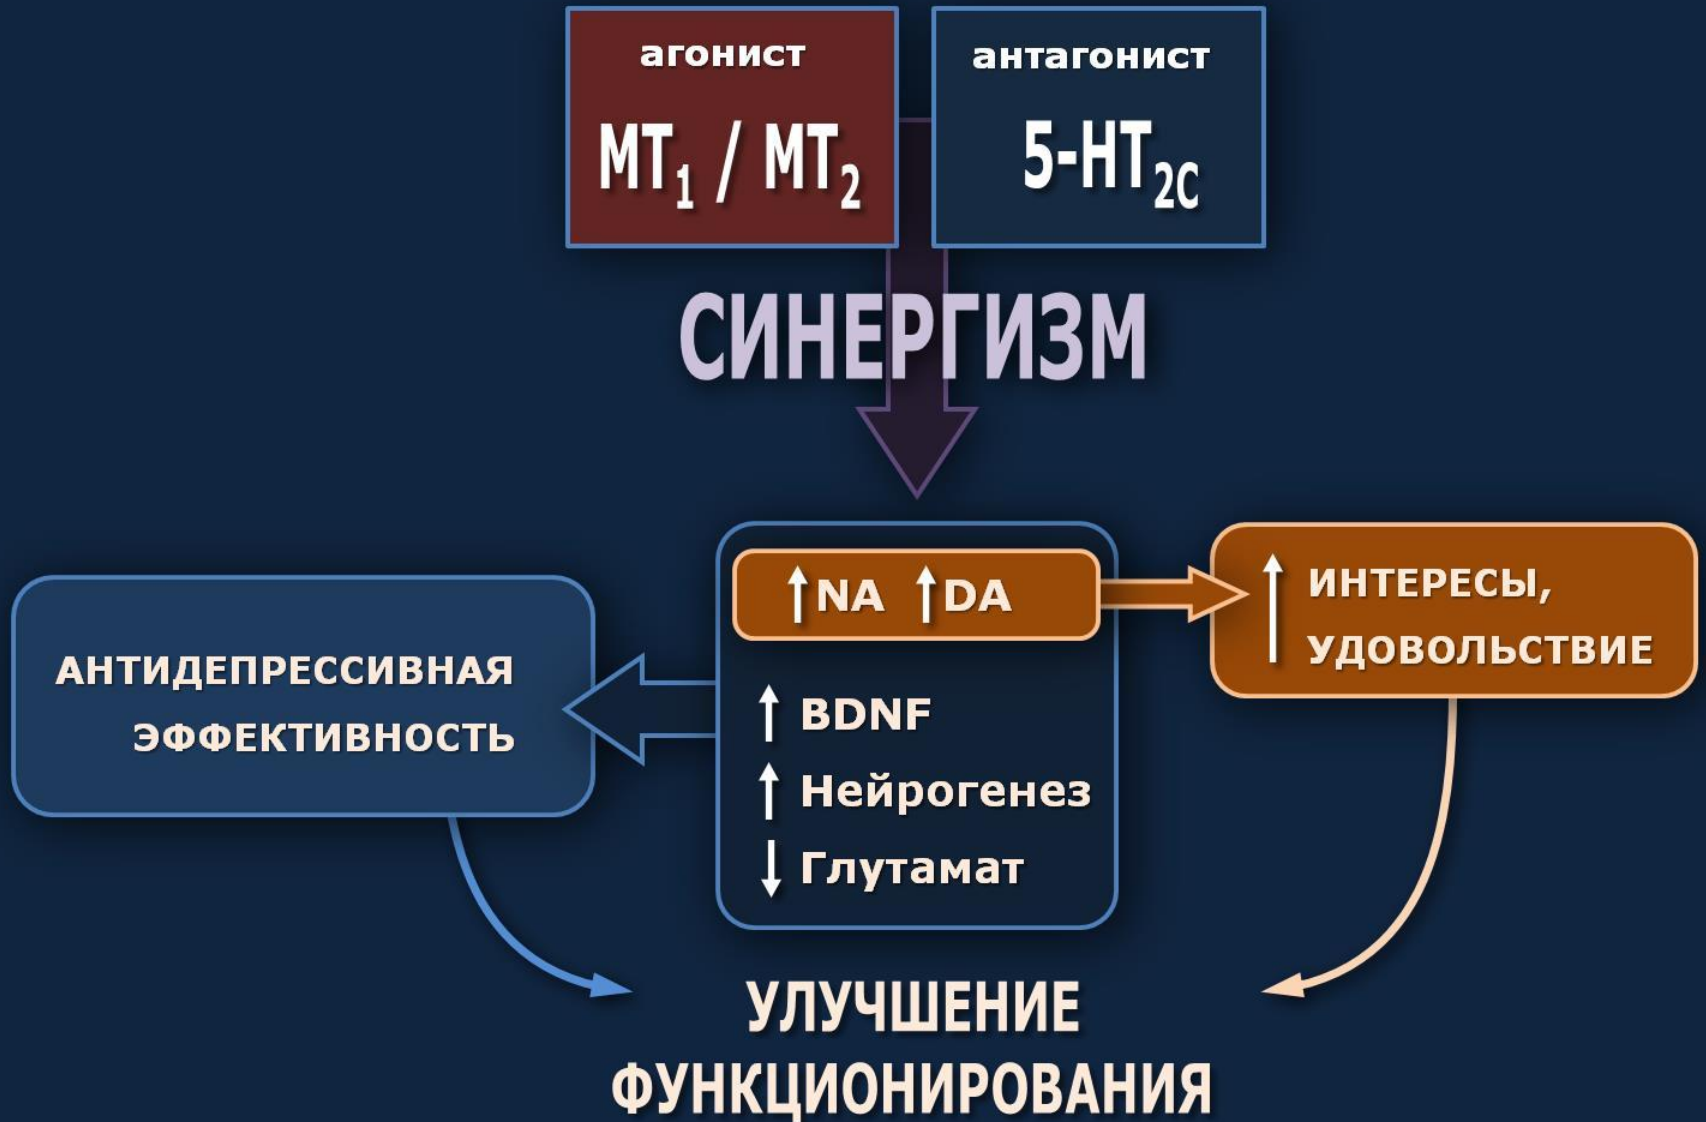 агонист
MT₁ / MT₂
антагонист
5-HT₂C
СИНЕРГИЗМ
↑NA ↑DA
↑ BDNF
↑ Нейрогенез
↓ Глутамат
АНТИДЕПРЕССИВНАЯ
ЭФФЕКТИВНОСТЬ
↑ ИНТЕРЕСЫ,
УДОВОЛЬСТВИЕ
УЛУЧШЕНИЕ
ФУНКЦИОНИРОВАНИЯ